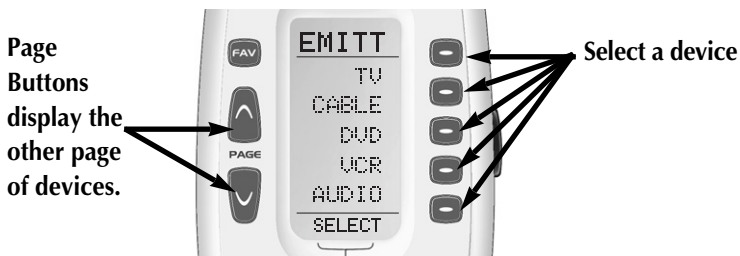 Page
Buttons
display the
other page
of devices.
FAV
PAGE
EMITT
TV
CABLE
DVD
VCR
AUDIO
SELECT
Select a device